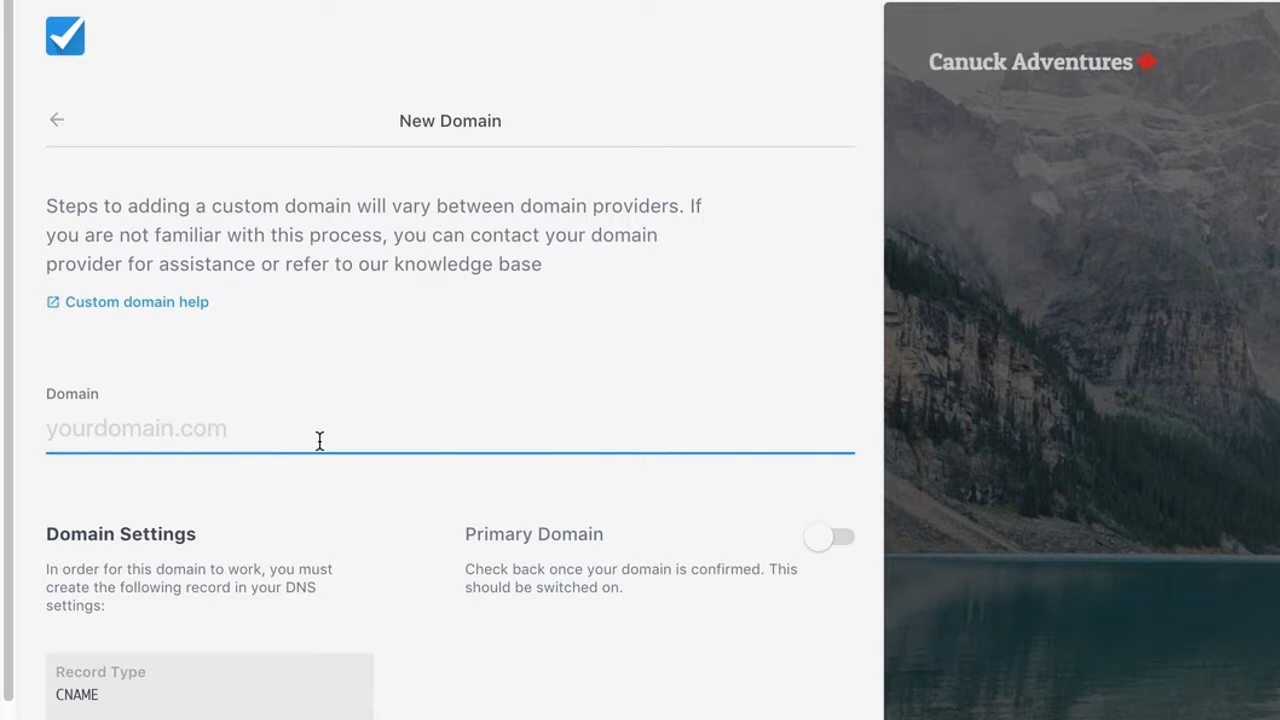 Canuck Adventures
New Domain
Steps to adding a custom domain will vary between domain providers. If
you are not familiar with this process, you can contact your domain
provider for assistance or refer to our knowledge base
Custom domain help
Domain
yourdomain.com
Domain Settings
In order for this domain to work, you must
create the following record in your DNS
settings:
Primary Domain
Check back once your domain is confirmed. This
should be switched on.
Record Type
CNAME